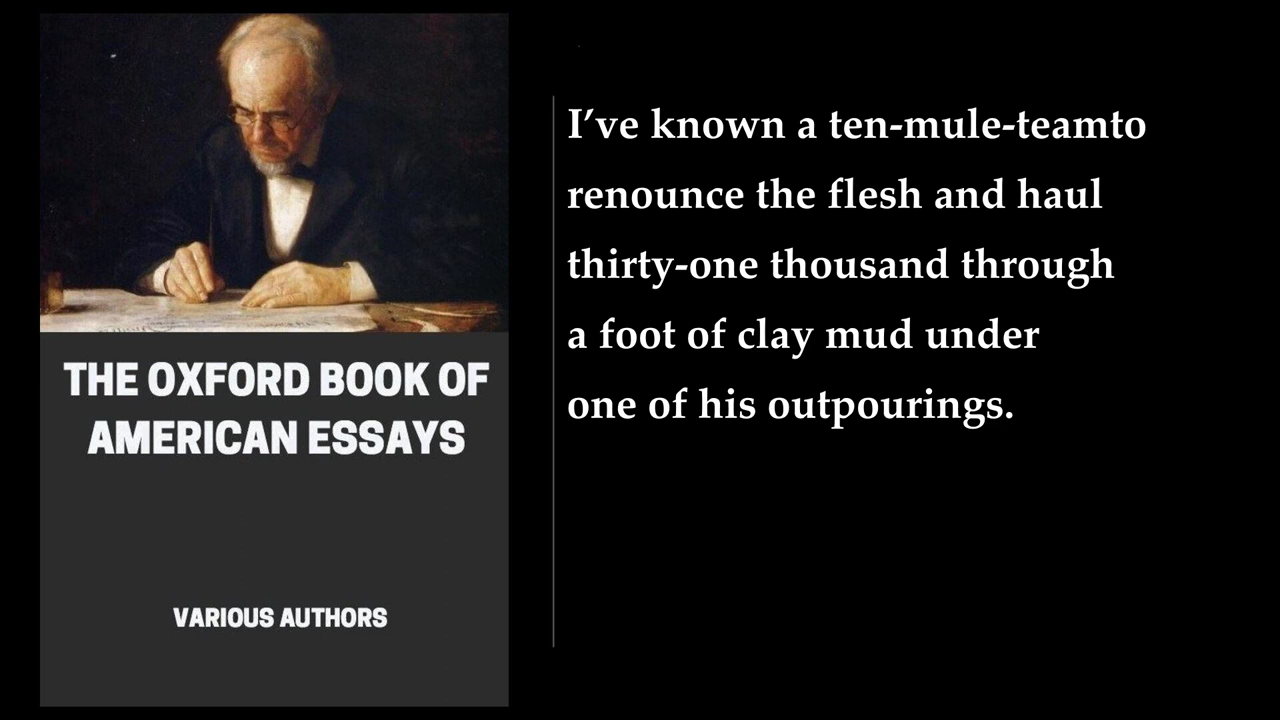 THE OXFORD BOOK OF
AMERICAN ESSAYS
VARIOUS AUTHORS
I’ve known a ten-mule-teamto
renounce the flesh and haul
thirty-one thousand through
a foot of clay mud under
one of his outpourings.